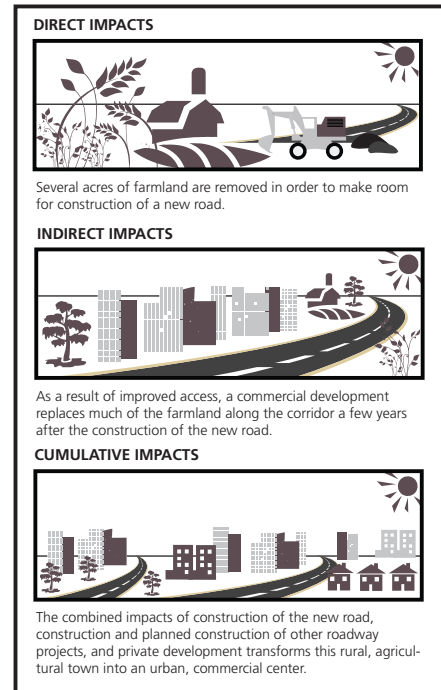 DIRECT IMPACTS
Several acres of farmland are removed in order to make room
for construction of a new road.
INDIRECT IMPACTS
As a result of improved access, a commercial development
replaces much of the farmland along the corridor a few years
after the construction of the new road.
CUMULATIVE IMPACTS
The combined impacts of construction of the new road,
construction and planned construction of other roadway
projects, and private development transforms this rural, agricul-
tural town into an urban, commercial center.